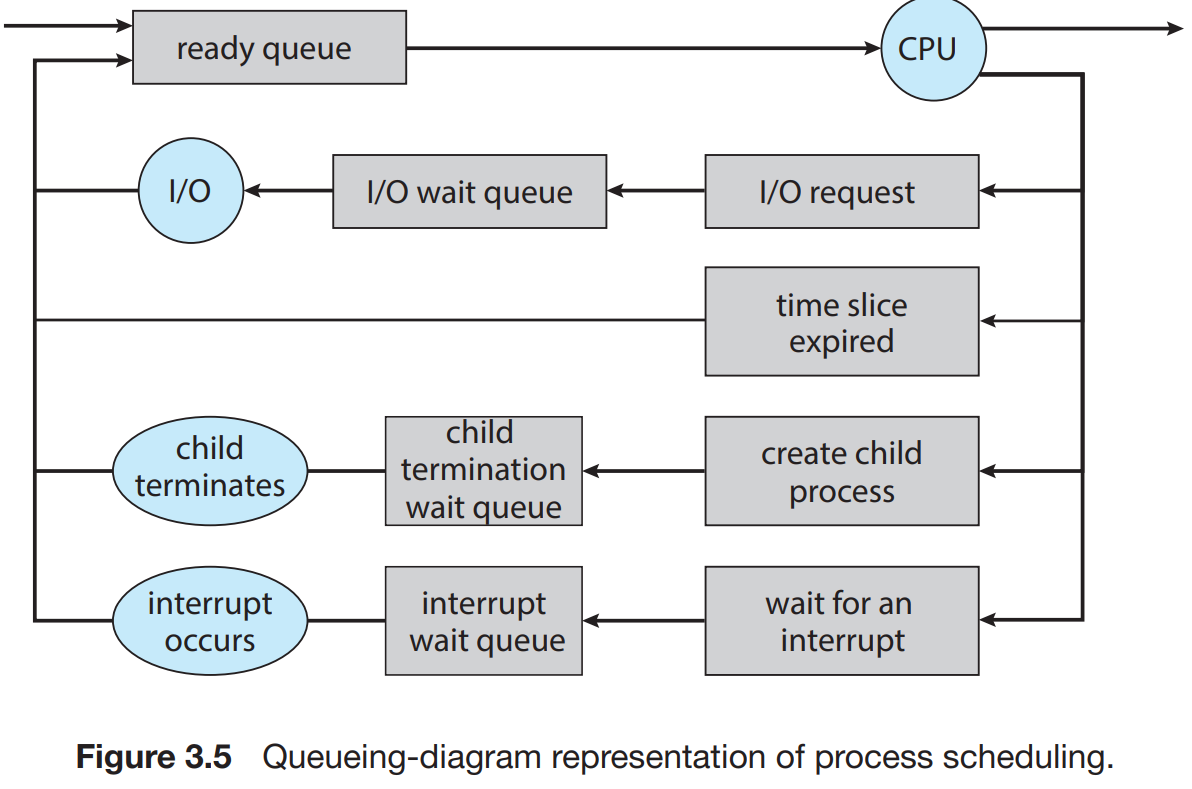 ready queue
CPU
I/O
I/O wait queue
I/O request
time slice
expired
child
terminates
child
termination
wait queue
create child
process
interrupt
occurs
interrupt
wait queue
wait for an
interrupt
Figure 3.5 Queueing-diagram representation of process scheduling.